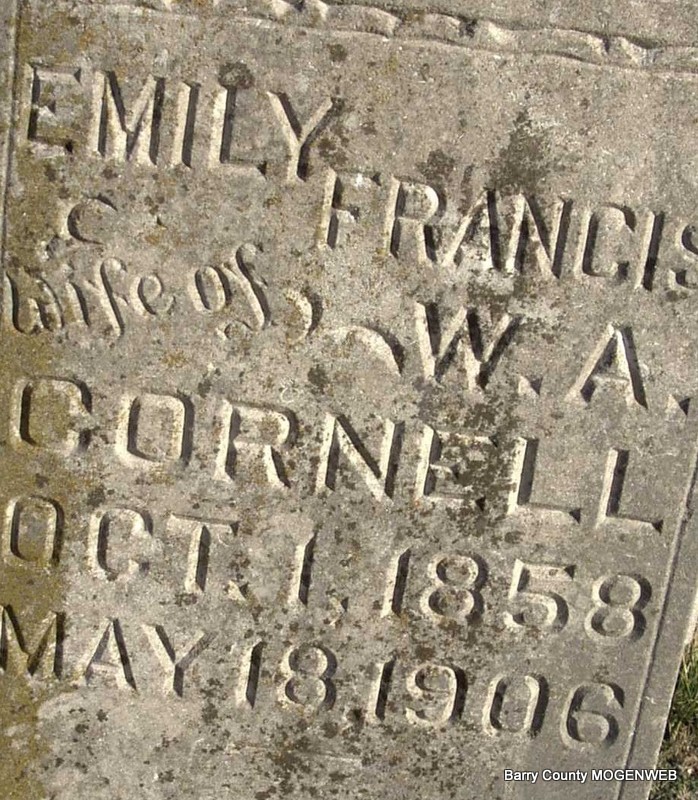 EMILY
FRANCIS
wife of W. A.
CORNELL
OCT. 1, 1858
MAY 18, 1906
Barry County MOGENWEB